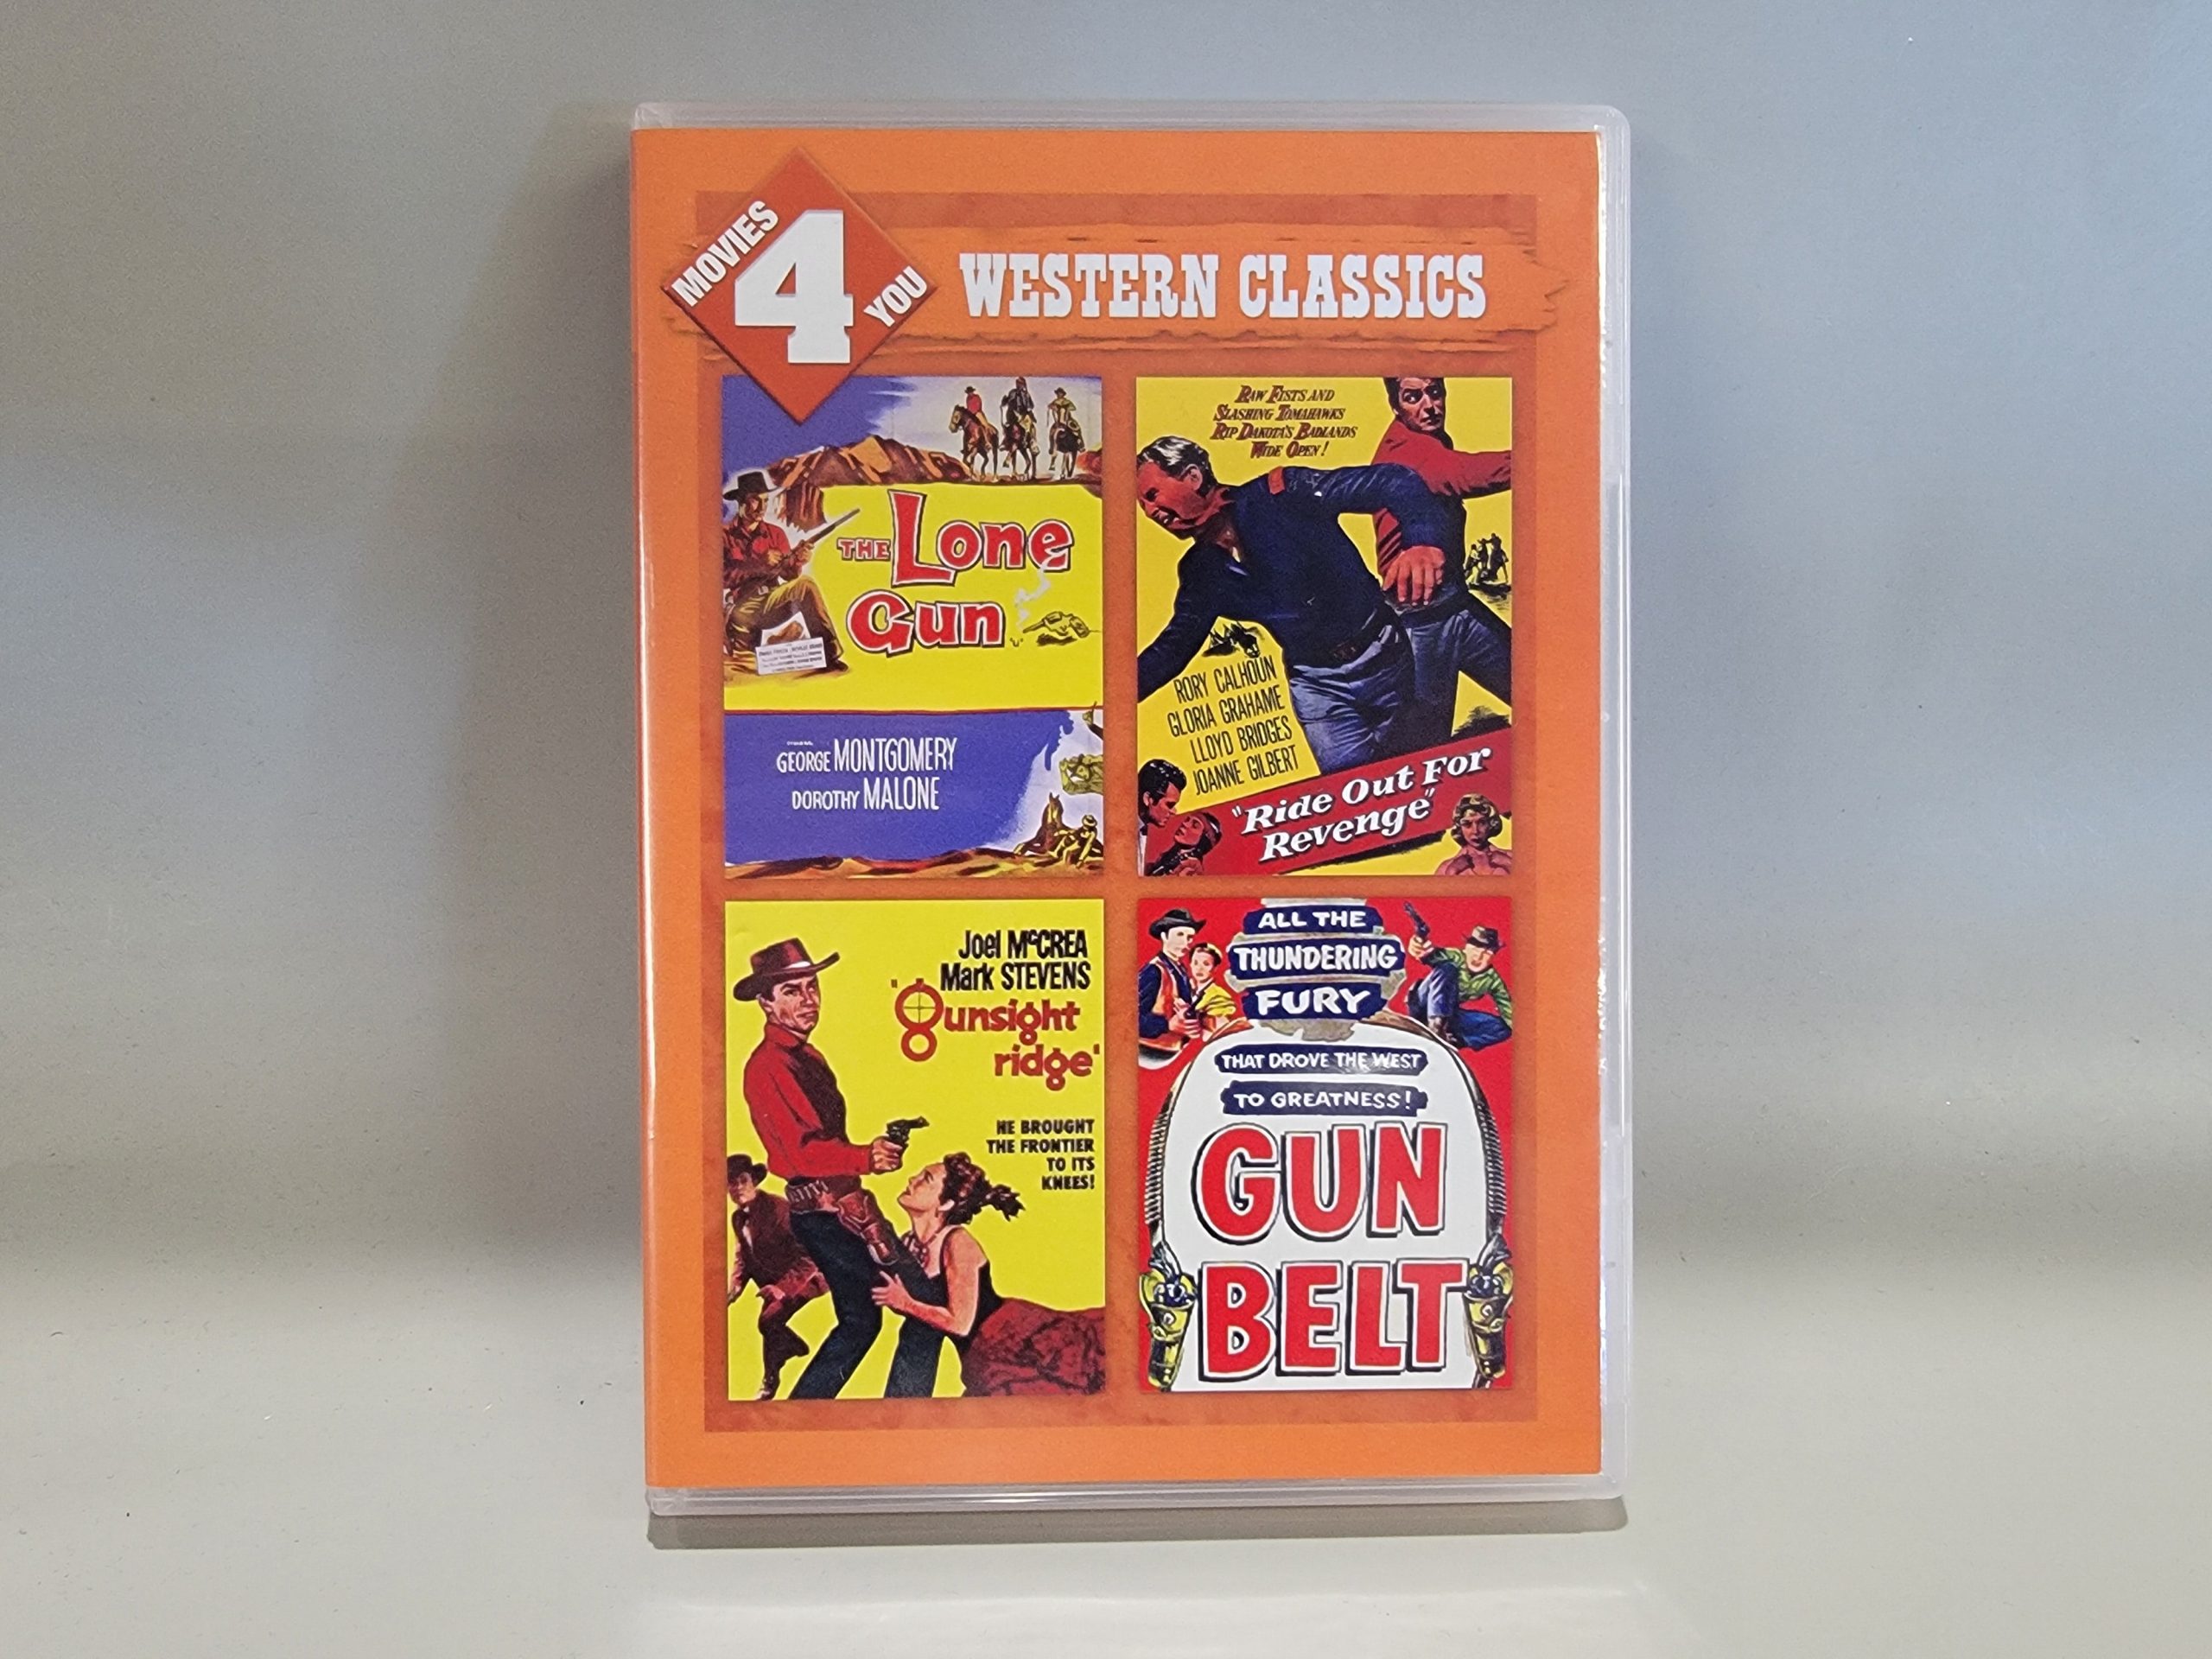 MOVIES
4
YOU
WESTERN CLASSICS
THE LONE
GUN
GEORGE MONTGOMERY
DOROTHY MALONE
RAW FISTS AND
SLASHING TOMAHAWKS
RIP DAKOTA'S BADLANDS
WIDE OPEN!
RORY CALHOUN
GLORIA GRAHAME
LLOYD BRIDGES
JOANNE GILBERT
"Ride Out For
Revenge"
Joel McCREA
Mark STEVENS
'gunsight
ridge'
HE BROUGHT
THE FRONTIER
TO ITS
KNEES!
ALL THE
THUNDERING
FURY
THAT DROVE THE WEST
TO GREATNESS!
GUN
BELT